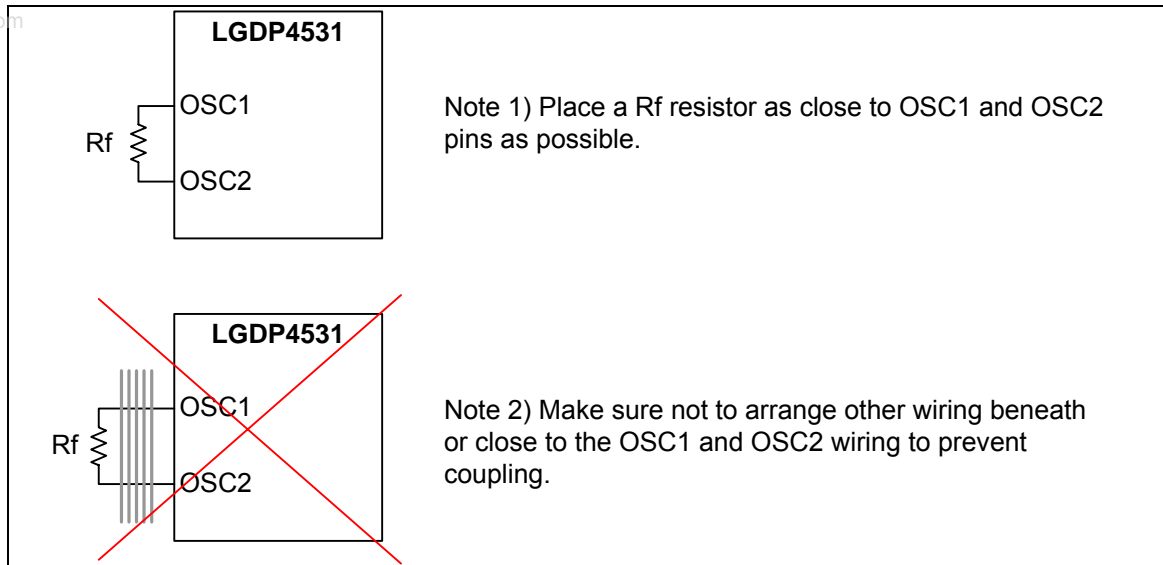 om
LGDP4531
OSC1
Rf
OSC2
Note 1) Place a Rf resistor as close to OSC1 and OSC2
pins as possible.
LGDP4531
OSC1
Rf
OSC2
Note 2) Make sure not to arrange other wiring beneath
or close to the OSC1 and OSC2 wiring to prevent
coupling.